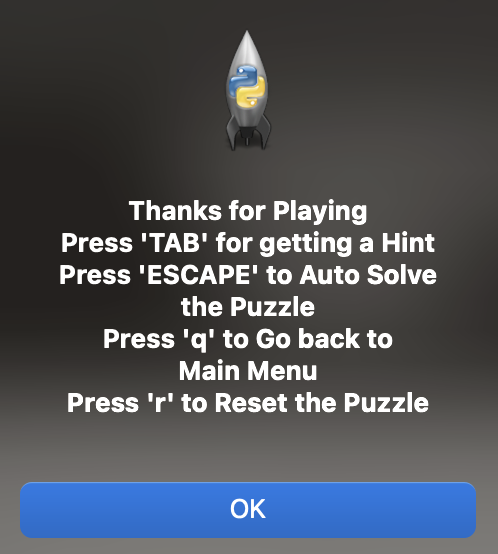 Thanks for Playing
Press 'TAB' for getting a Hint
Press 'ESCAPE' to Auto Solve
the Puzzle
Press 'q' to Go back to
Main Menu
Press 'r' to Reset the Puzzle
OK